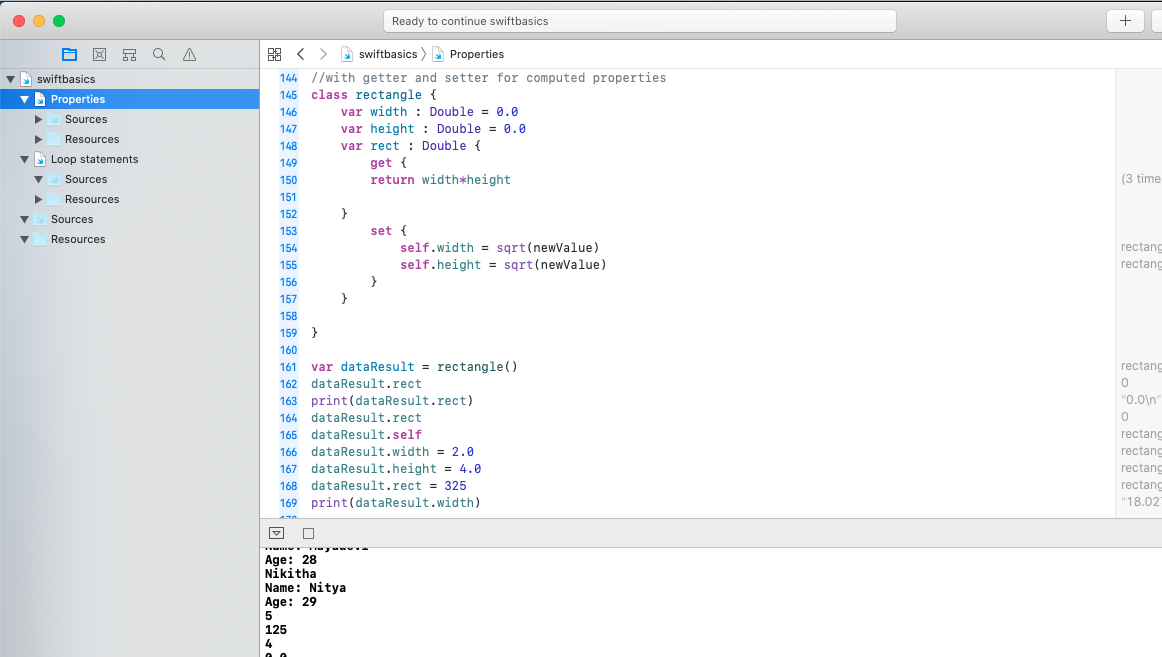 Ready to continue swiftbasics
swiftbasics
Properties
Sources
Resources
Loop statements
Sources
Resources
Sources
Resources
swiftbasics 〉 Properties
144 //with getter and setter for computed properties
145 class rectangle {
146 var width : Double = 0.0
147 var height : Double = 0.0
148 var rect : Double {
149 get {
150 return width*height
151
152 }
153 set {
154 self.width = sqrt(newValue)
155 self.height = sqrt(newValue)
156 }
157 }
158
159 }
160
161 var dataResult = rectangle()
162 dataResult.rect
163 print(dataResult.rect)
164 dataResult.rect
165 dataResult.self
166 dataResult.width = 2.0
167 dataResult.height = 4.0
168 dataResult.rect = 325
169 print(dataResult.width)
(3 time
rectang
rectang
rectang
0
"0.0\n"
0
rectang
rectang
rectang
rectang
"18.02
Age: 28
Nikitha
Name: Nitya
Age: 29
5
125
4
0.0